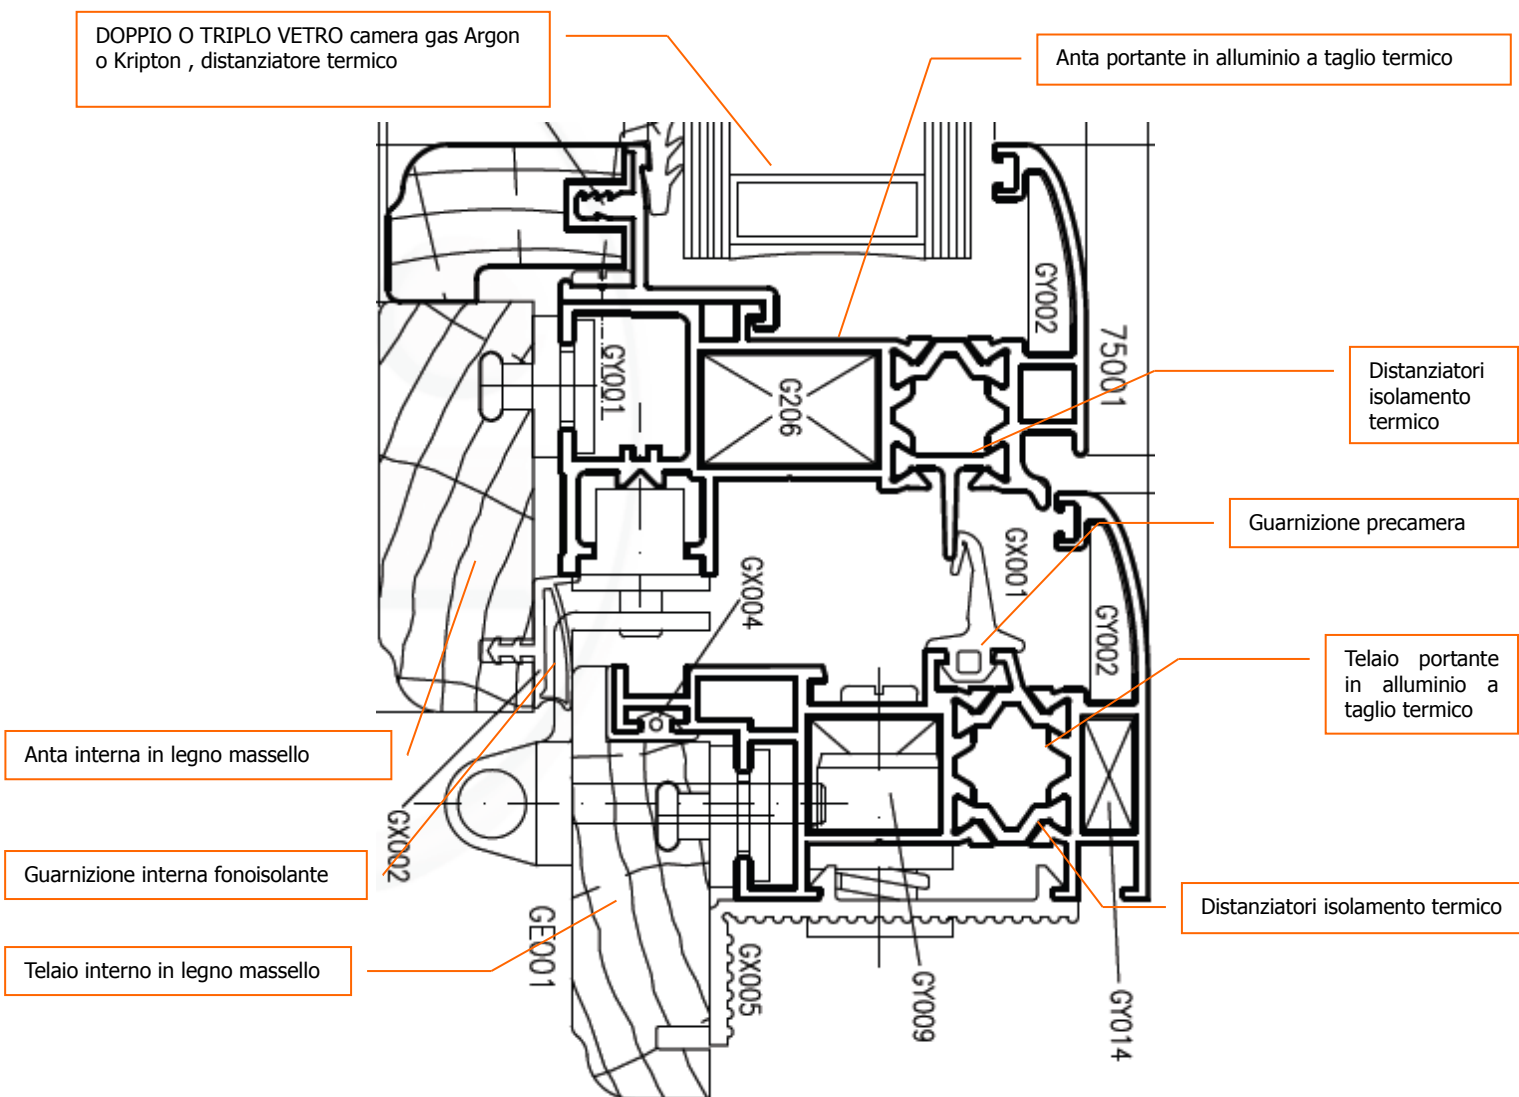 DOPPIO O TRIPLO VETRO camera gas Argon
o Kripton , distanziatore termico
Anta portante in alluminio a taglio termico
GY002
75001
Distanziatori
isolamento
termico
GY001
G206
Guarnizione precamera
GX001
GX004
GY002
Telaio portante
in alluminio a
taglio termico
Anta interna in legno massello
GX002
Guarnizione interna fonoisolante
Distanziatori isolamento termico
GE001
Telaio interno in legno massello
GX005
GY009
GY014